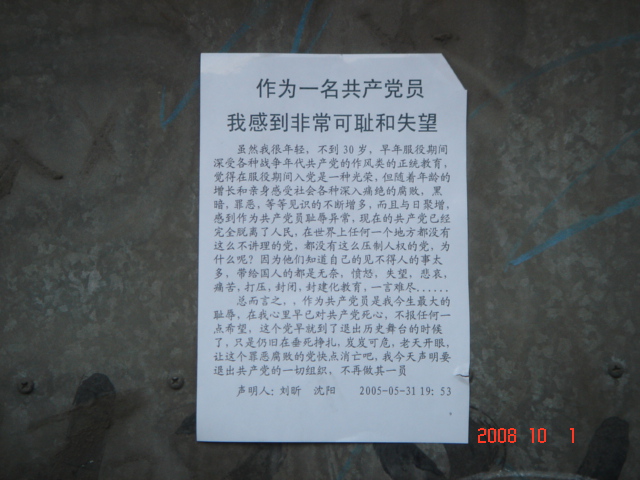 作为一名共产党员
我感到非常可耻和失望
虽然我很年轻，不到 30 岁，早年服役期间
深受各种战争年代共产党的作风类的正统教育，
觉得在服役期间入党是一种光荣，但随着年龄的
增长和亲身感受社会各种深入痛绝的腐败，黑
暗，罪恶，等等见识的不断增多，而且与日聚增，
感到作为共产党员耻辱异常，现在的共产党已经
完全脱离了人民，在世界上任何一个地方都没有
这么不讲理的党，都没有这么压制人权的党，为
什么呢？因为他们知道自己的见不得人的事太
多，带给国人的都是无奈，愤怒，失望，悲哀，
痛苦，打压，封闭，封建化教育，一言难尽......
总而言之，，作为共产党员是我今生最大的
耻辱，在我心里早已对共产党死心，不报任何一
点希望，这个党早就到了退出历史舞台的时候
了，只是仍旧在垂死挣扎，岌岌可危，老天开眼，
让这个罪恶腐败的党快点消亡吧，我今天声明要
退出共产党的一切组织，不再做其一员
声明人：刘昕 沈阳 2005-05-31 19：53
2008 10 1